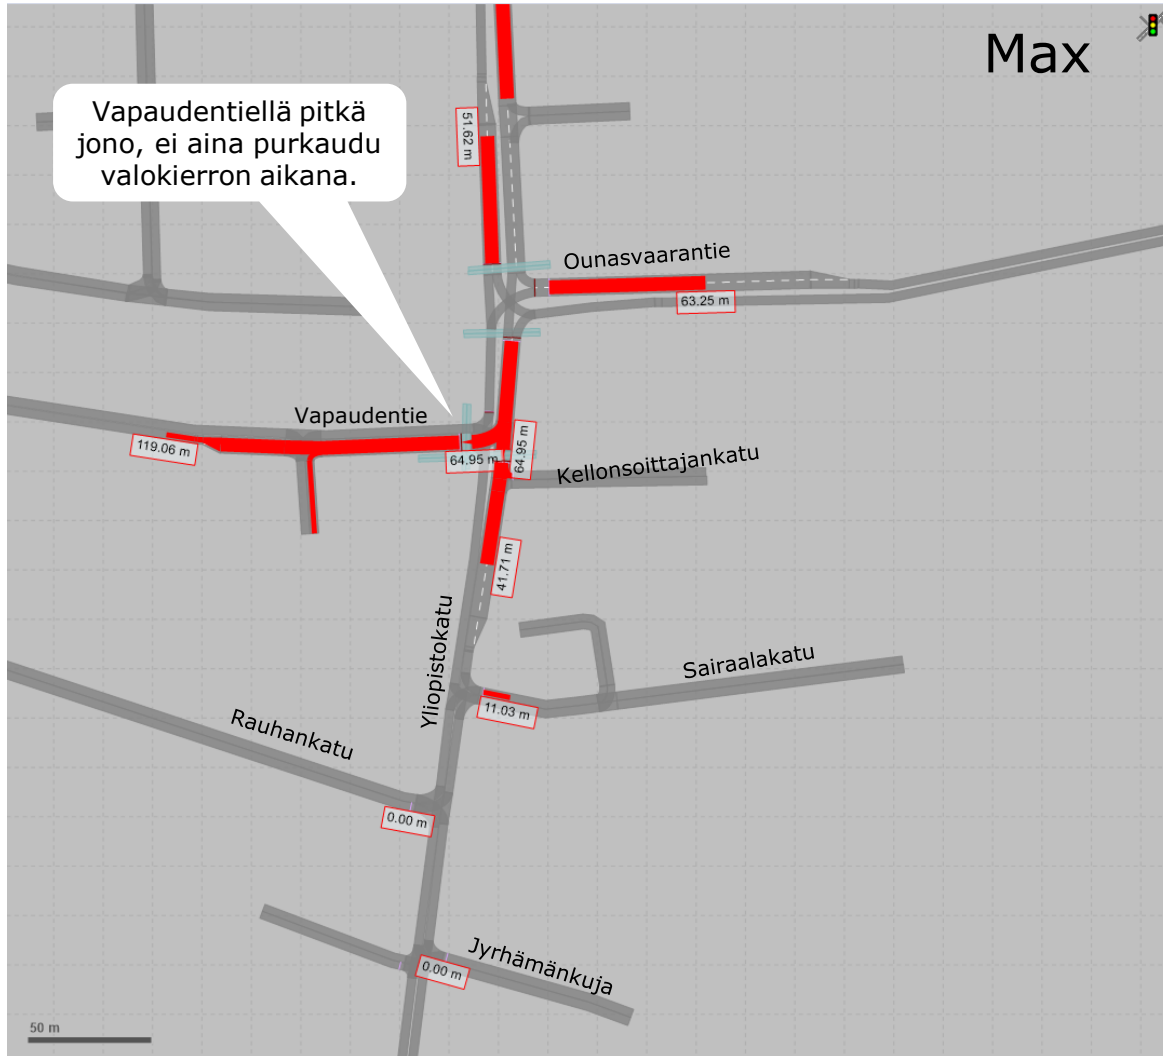 Max
Vapaudentiellä pitkä
jono, ei aina purkaudu
valokierron aikana.
51.62 m
Ounasvaarantie
63.25 m
Vapaudentie
119.06 m
64.95 m
64.95 m
Kellonsoittajankatu
41.71 m
Yliopistokatu
Sairaalakatu
11.03 m
Rauhankatu
0.00 m
Jyrhämänkuja
0.00 m
50 m